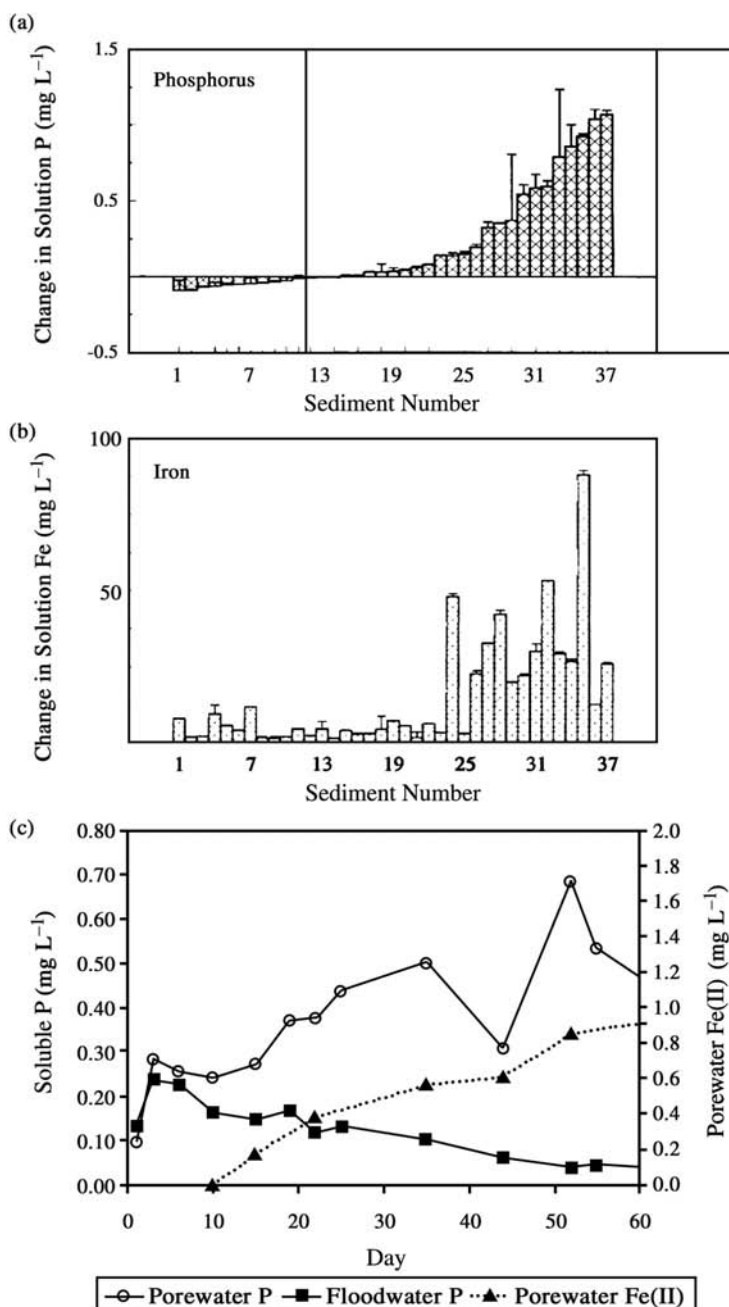 (a)
1.5
Phosphorus
0.5
-0.5
Change in Solution P (mg L⁻¹)
1 7 13 19 25 31 37
Sediment Number
(b)
100
Iron
50
Change in Solution Fe (mg L⁻¹)
1 7 13 19 25 31 37
Sediment Number
(c)
0.80 2.0
1.8
0.70
1.6
0.60
1.4
0.50 1.2
1.0
0.40
0.8
0.30
0.6
0.20
0.4
0.10
0.2
0.00 0.0
Soluble P (mg L⁻¹)
Porewater Fe(II) (mg L⁻¹)
0 10 20 30 40 50 60
Day
Porewater P Floodwater P Porewater Fe(II)